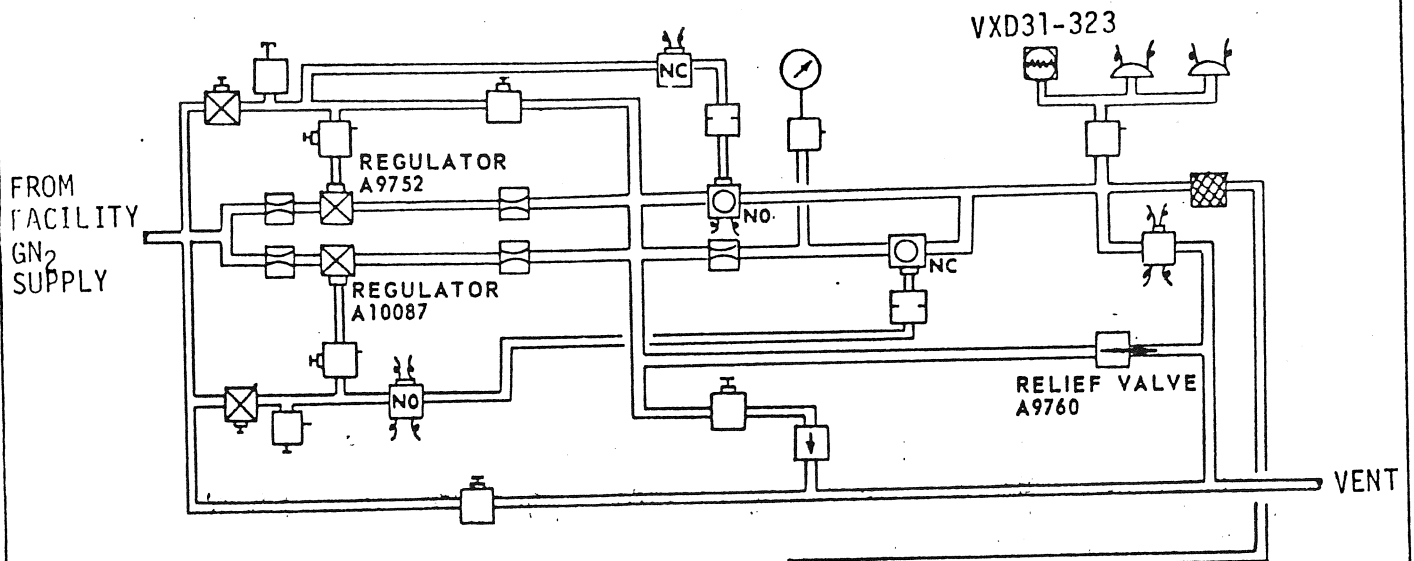 VXD31-323
NC
REGULATOR
A9752
FROM
FACILITY
GN2
SUPPLY
NO
NC
REGULATOR
A10087
RELIEF VALVE
A9760
NO
VENT